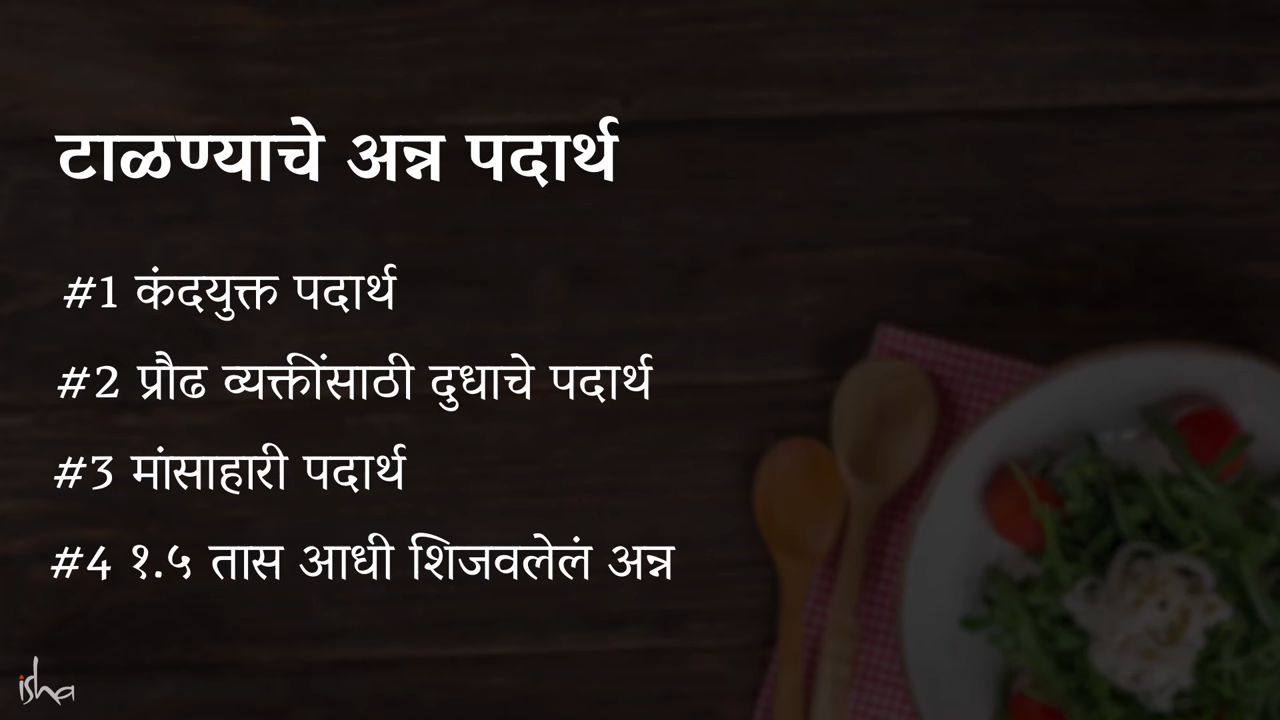 टाळण्याचे अन्न पदार्थ
#1 कंदयुक्त पदार्थ
#2 प्रौढ व्यक्तींसाठी दुधाचे पदार्थ
#3 मांसाहारी पदार्थ
#4 १.५ तास आधी शिजवलेलं अन्न
isha